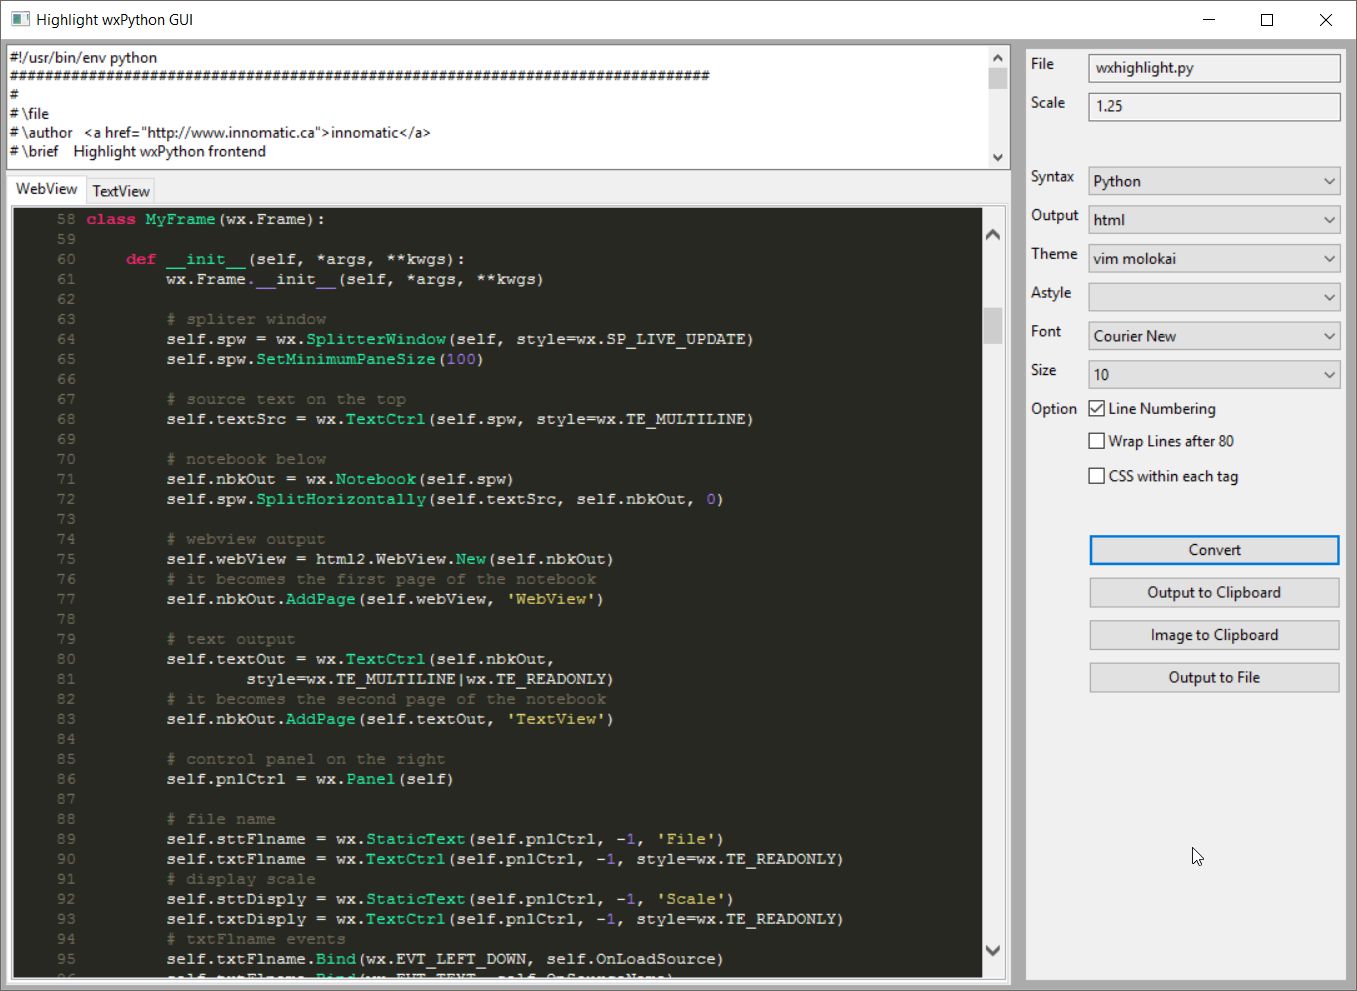 Highlight wxPython GUI
#!/usr/bin/env python
##############################################################################
#
# \file
# \author   <a href="http://www.innomatic.ca">innomatic</a>
# \brief    Highlight wxPython frontend
WebView TextView
58 class MyFrame(wx.Frame):
59
60     def __init__(self, *args, **kwgs):
61         wx.Frame.__init__(self, *args, **kwgs)
62
63         # spliter window
64         self.spw = wx.SplitterWindow(self, style=wx.SP_LIVE_UPDATE)
65         self.spw.SetMinimumPaneSize(100)
66
67         # source text on the top
68         self.textSrc = wx.TextCtrl(self.spw, style=wx.TE_MULTILINE)
69
70         # notebook below
71         self.nbkOut = wx.Notebook(self.spw)
72         self.spw.SplitHorizontally(self.textSrc, self.nbkOut, 0)
73
74         # webview output
75         self.webView = html2.WebView.New(self.nbkOut)
76         # it becomes the first page of the notebook
77         self.nbkOut.AddPage(self.webView, 'WebView')
78
79         # text output
80         self.textOut = wx.TextCtrl(self.nbkOut,
81                 style=wx.TE_MULTILINE|wx.TE_READONLY)
82         # it becomes the second page of the notebook
83         self.nbkOut.AddPage(self.textOut, 'TextView')
84
85         # control panel on the right
86         self.pnlCtrl = wx.Panel(self)
87
88         # file name
89         self.sttFlname = wx.StaticText(self.pnlCtrl, -1, 'File')
90         self.txtFlname = wx.TextCtrl(self.pnlCtrl, -1, style=wx.TE_READONLY)
91         # display scale
92         self.sttDisply = wx.StaticText(self.pnlCtrl, -1, 'Scale')
93         self.txtDisply = wx.TextCtrl(self.pnlCtrl, -1, style=wx.TE_READONLY)
94         # txtFlname events
95         self.txtFlname.Bind(wx.EVT_LEFT_DOWN, self.OnLoadSource)
File wxhighlight.py
Scale 1.25
Syntax Python
Output html
Theme vim molokai
Astyle
Font Courier New
Size 10
Option Line Numbering
Wrap Lines after 80
CSS within each tag
Convert
Output to Clipboard
Image to Clipboard
Output to File